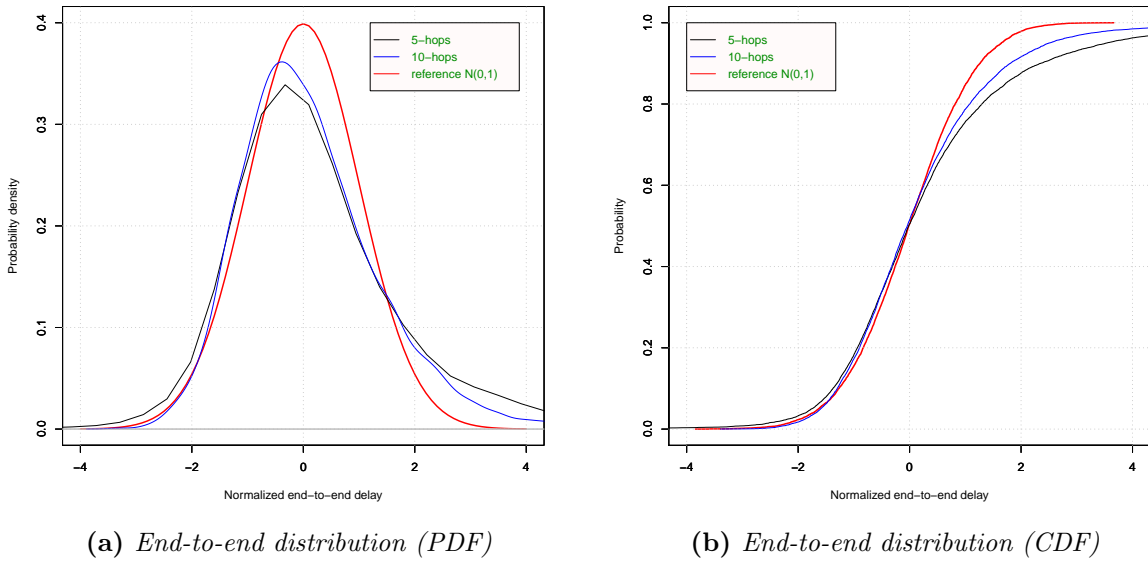 0.4
0.3
0.2
0.1
0.0
Probability density
5−hops
10−hops
reference N(0,1)
−4
−2
0
2
4
Normalized end−to−end delay
(a) End-to-end distribution (PDF)
1.0
0.8
0.6
0.4
0.2
0.0
Probability
5−hops
10−hops
reference N(0,1)
−4
−2
0
2
4
Normalized end−to−end delay
(b) End-to-end distribution (CDF)